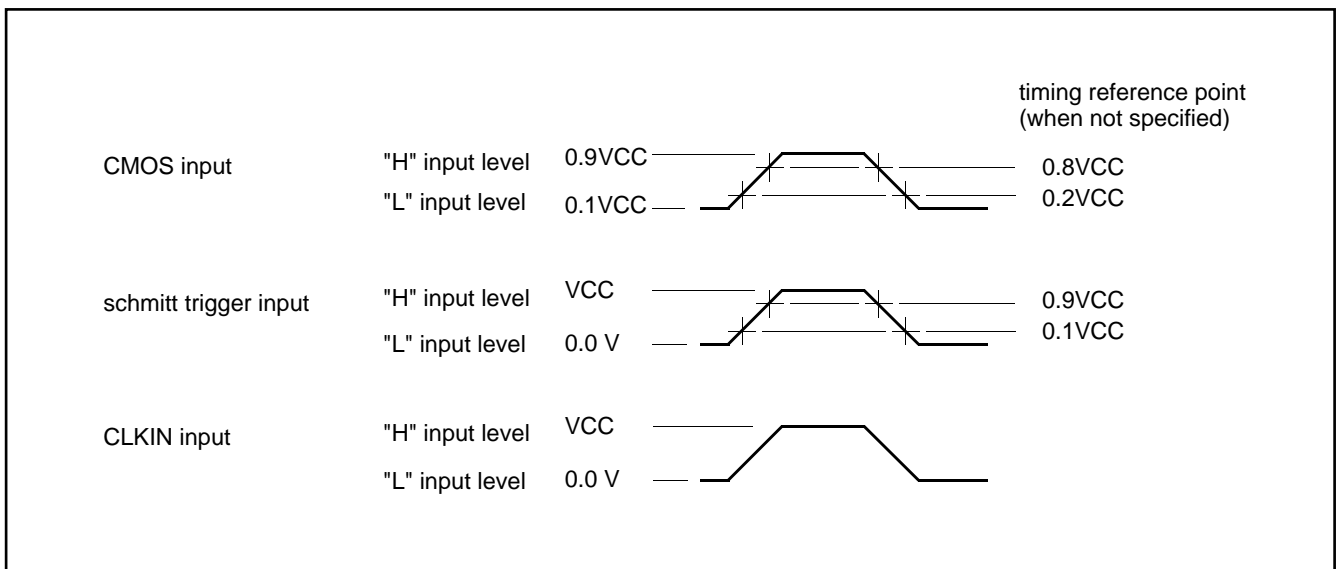 timing reference point
(when not specified)
CMOS input "H" input level 0.9VCC 0.8VCC
"L" input level 0.1VCC 0.2VCC
schmitt trigger input "H" input level VCC 0.9VCC
"L" input level 0.0 V 0.1VCC
CLKIN input "H" input level VCC
"L" input level 0.0 V